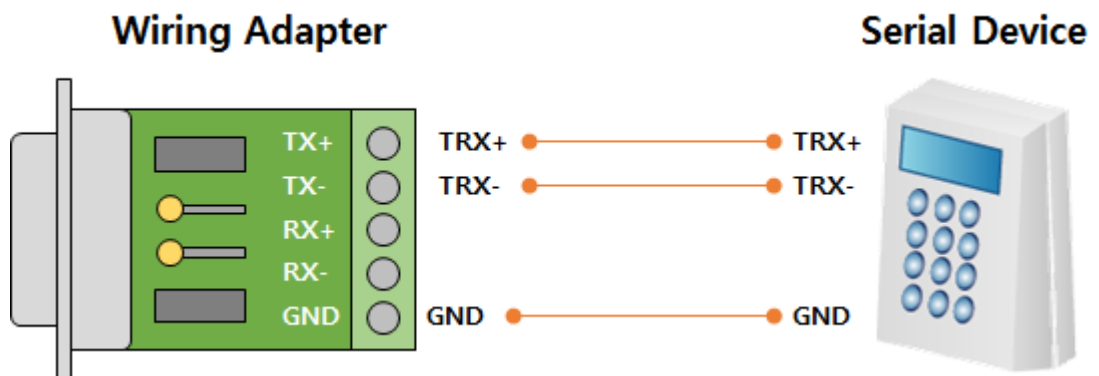 Wiring Adapter
Serial Device
TX+ TRX+ TRX+
TX- TRX- TRX-
RX+
RX-
GND GND GND